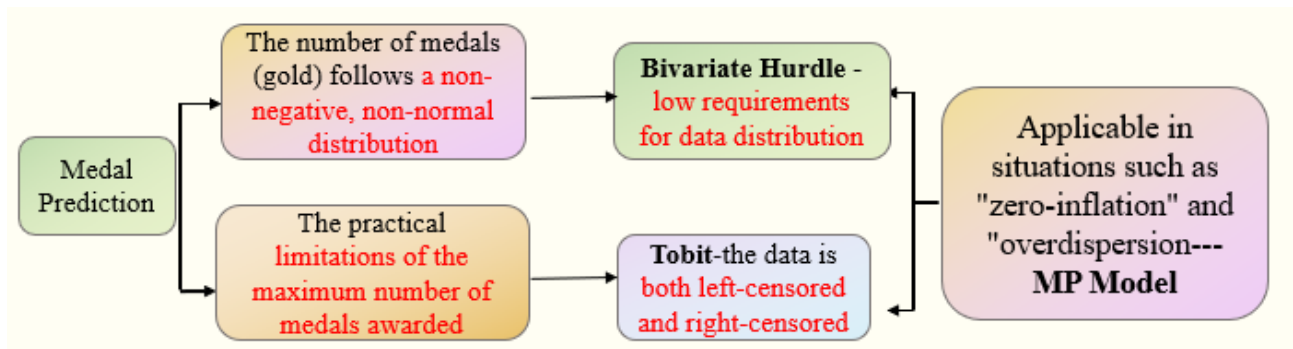 Medal
Prediction
The number of medals
(gold) follows a non-
negative, non-normal
distribution
The practical
limitations of the
maximum number of
medals awarded
Bivariate Hurdle -
low requirements
for data distribution
Tobit-the data is
both left-censored
and right-censored
Applicable in
situations such as
"zero-inflation" and
"overdispersion---
MP Model